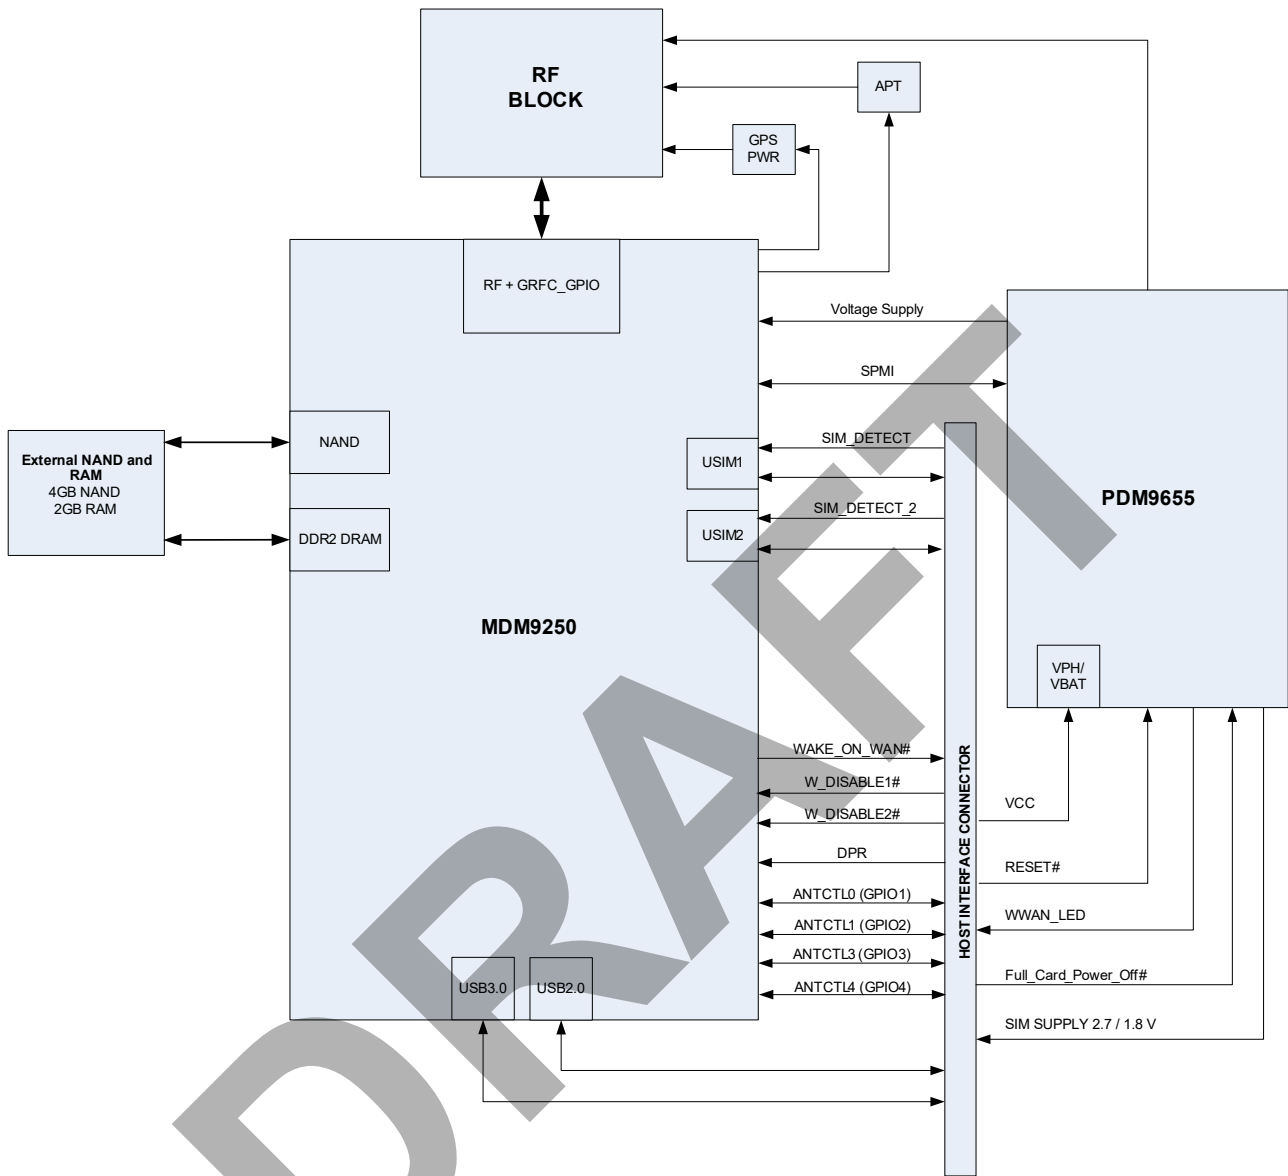 RF
BLOCK
APT
GPS
PWR
RF + GRFC_GPIO
Voltage Supply
SPMI
NAND
External NAND and
RAM
4GB NAND
2GB RAM
DDR2 DRAM
USIM1
SIM_DETECT
USIM2
SIM_DETECT_2
PDM9655
MDM9250
VPH/
VBAT
WAKE_ON_WAN#
W_DISABLE1#
W_DISABLE2#
DPR
ANTCTL0 (GPIO1)
ANTCTL1 (GPIO2)
ANTCTL3 (GPIO3)
ANTCTL4 (GPIO4)
HOST INTERFACE CONNECTOR
VCC
RESET#
WWAN_LED
Full_Card_Power_Off#
SIM SUPPLY 2.7 / 1.8 V
USB3.0
USB2.0
DRAFT